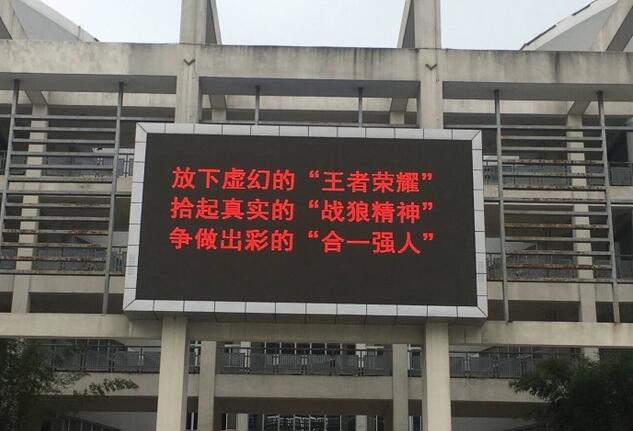 放下虚幻的“王者荣耀”
拾起真实的“战狼精神”
争做出彩的“合一强人”